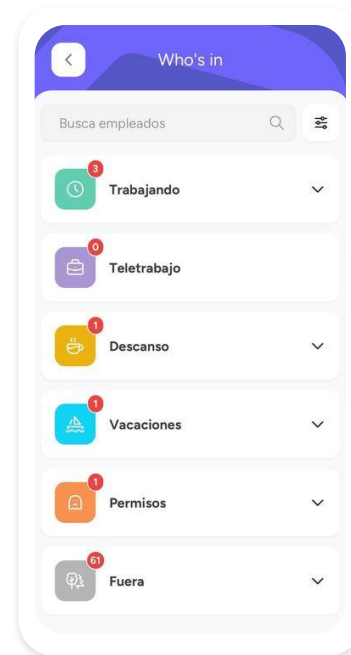 Who's in
Busca empleados
3
Trabajando
0
Teletrabajo
1
Descanso
1
Vacaciones
1
Permisos
61
Fuera